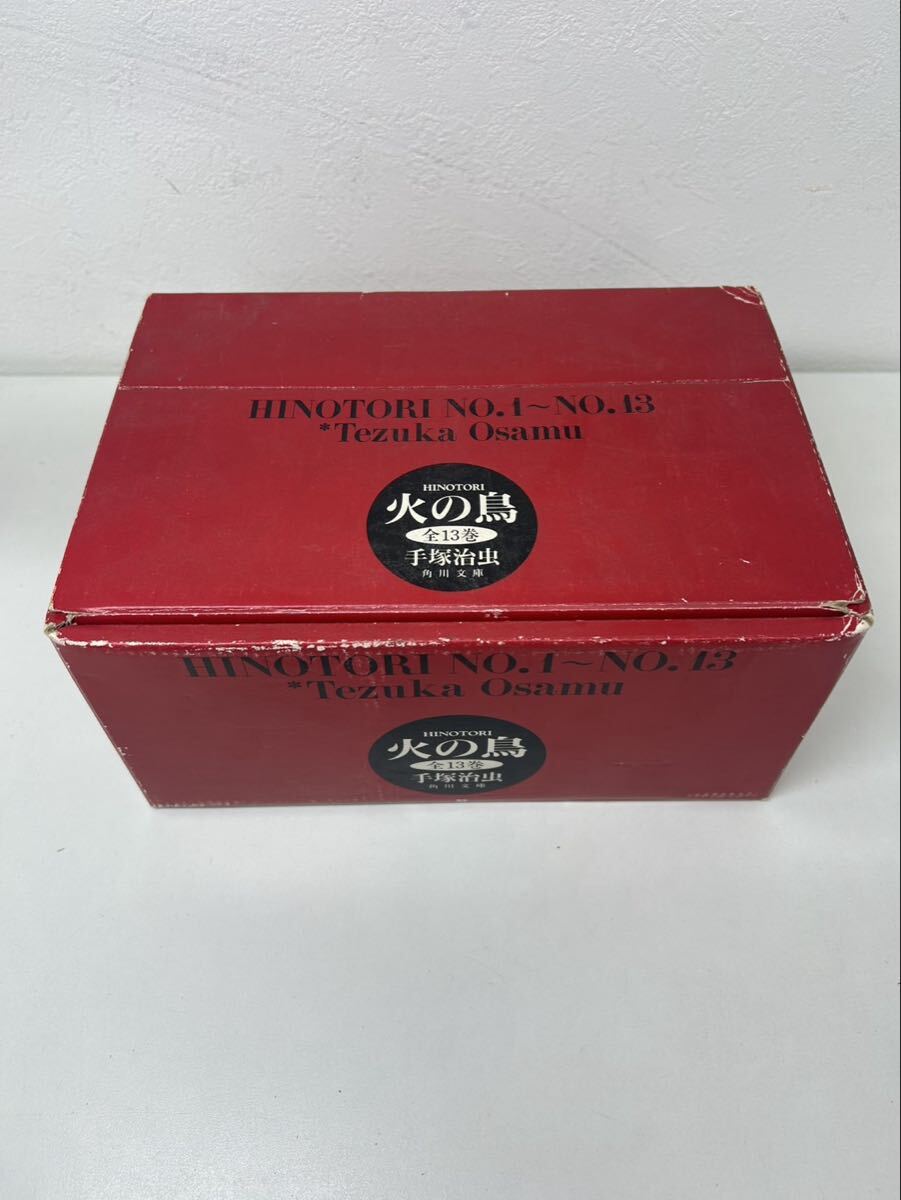 HINOTORI NO.1~NO.13
*Tezuka Osamu
HINOTORI
火の鳥
全13巻
手塚治虫
角川文庫
HINOTORI NO.1~NO.13
*Tezuka Osamu
HINOTORI
火の鳥
全13巻
手塚治虫
角川文庫